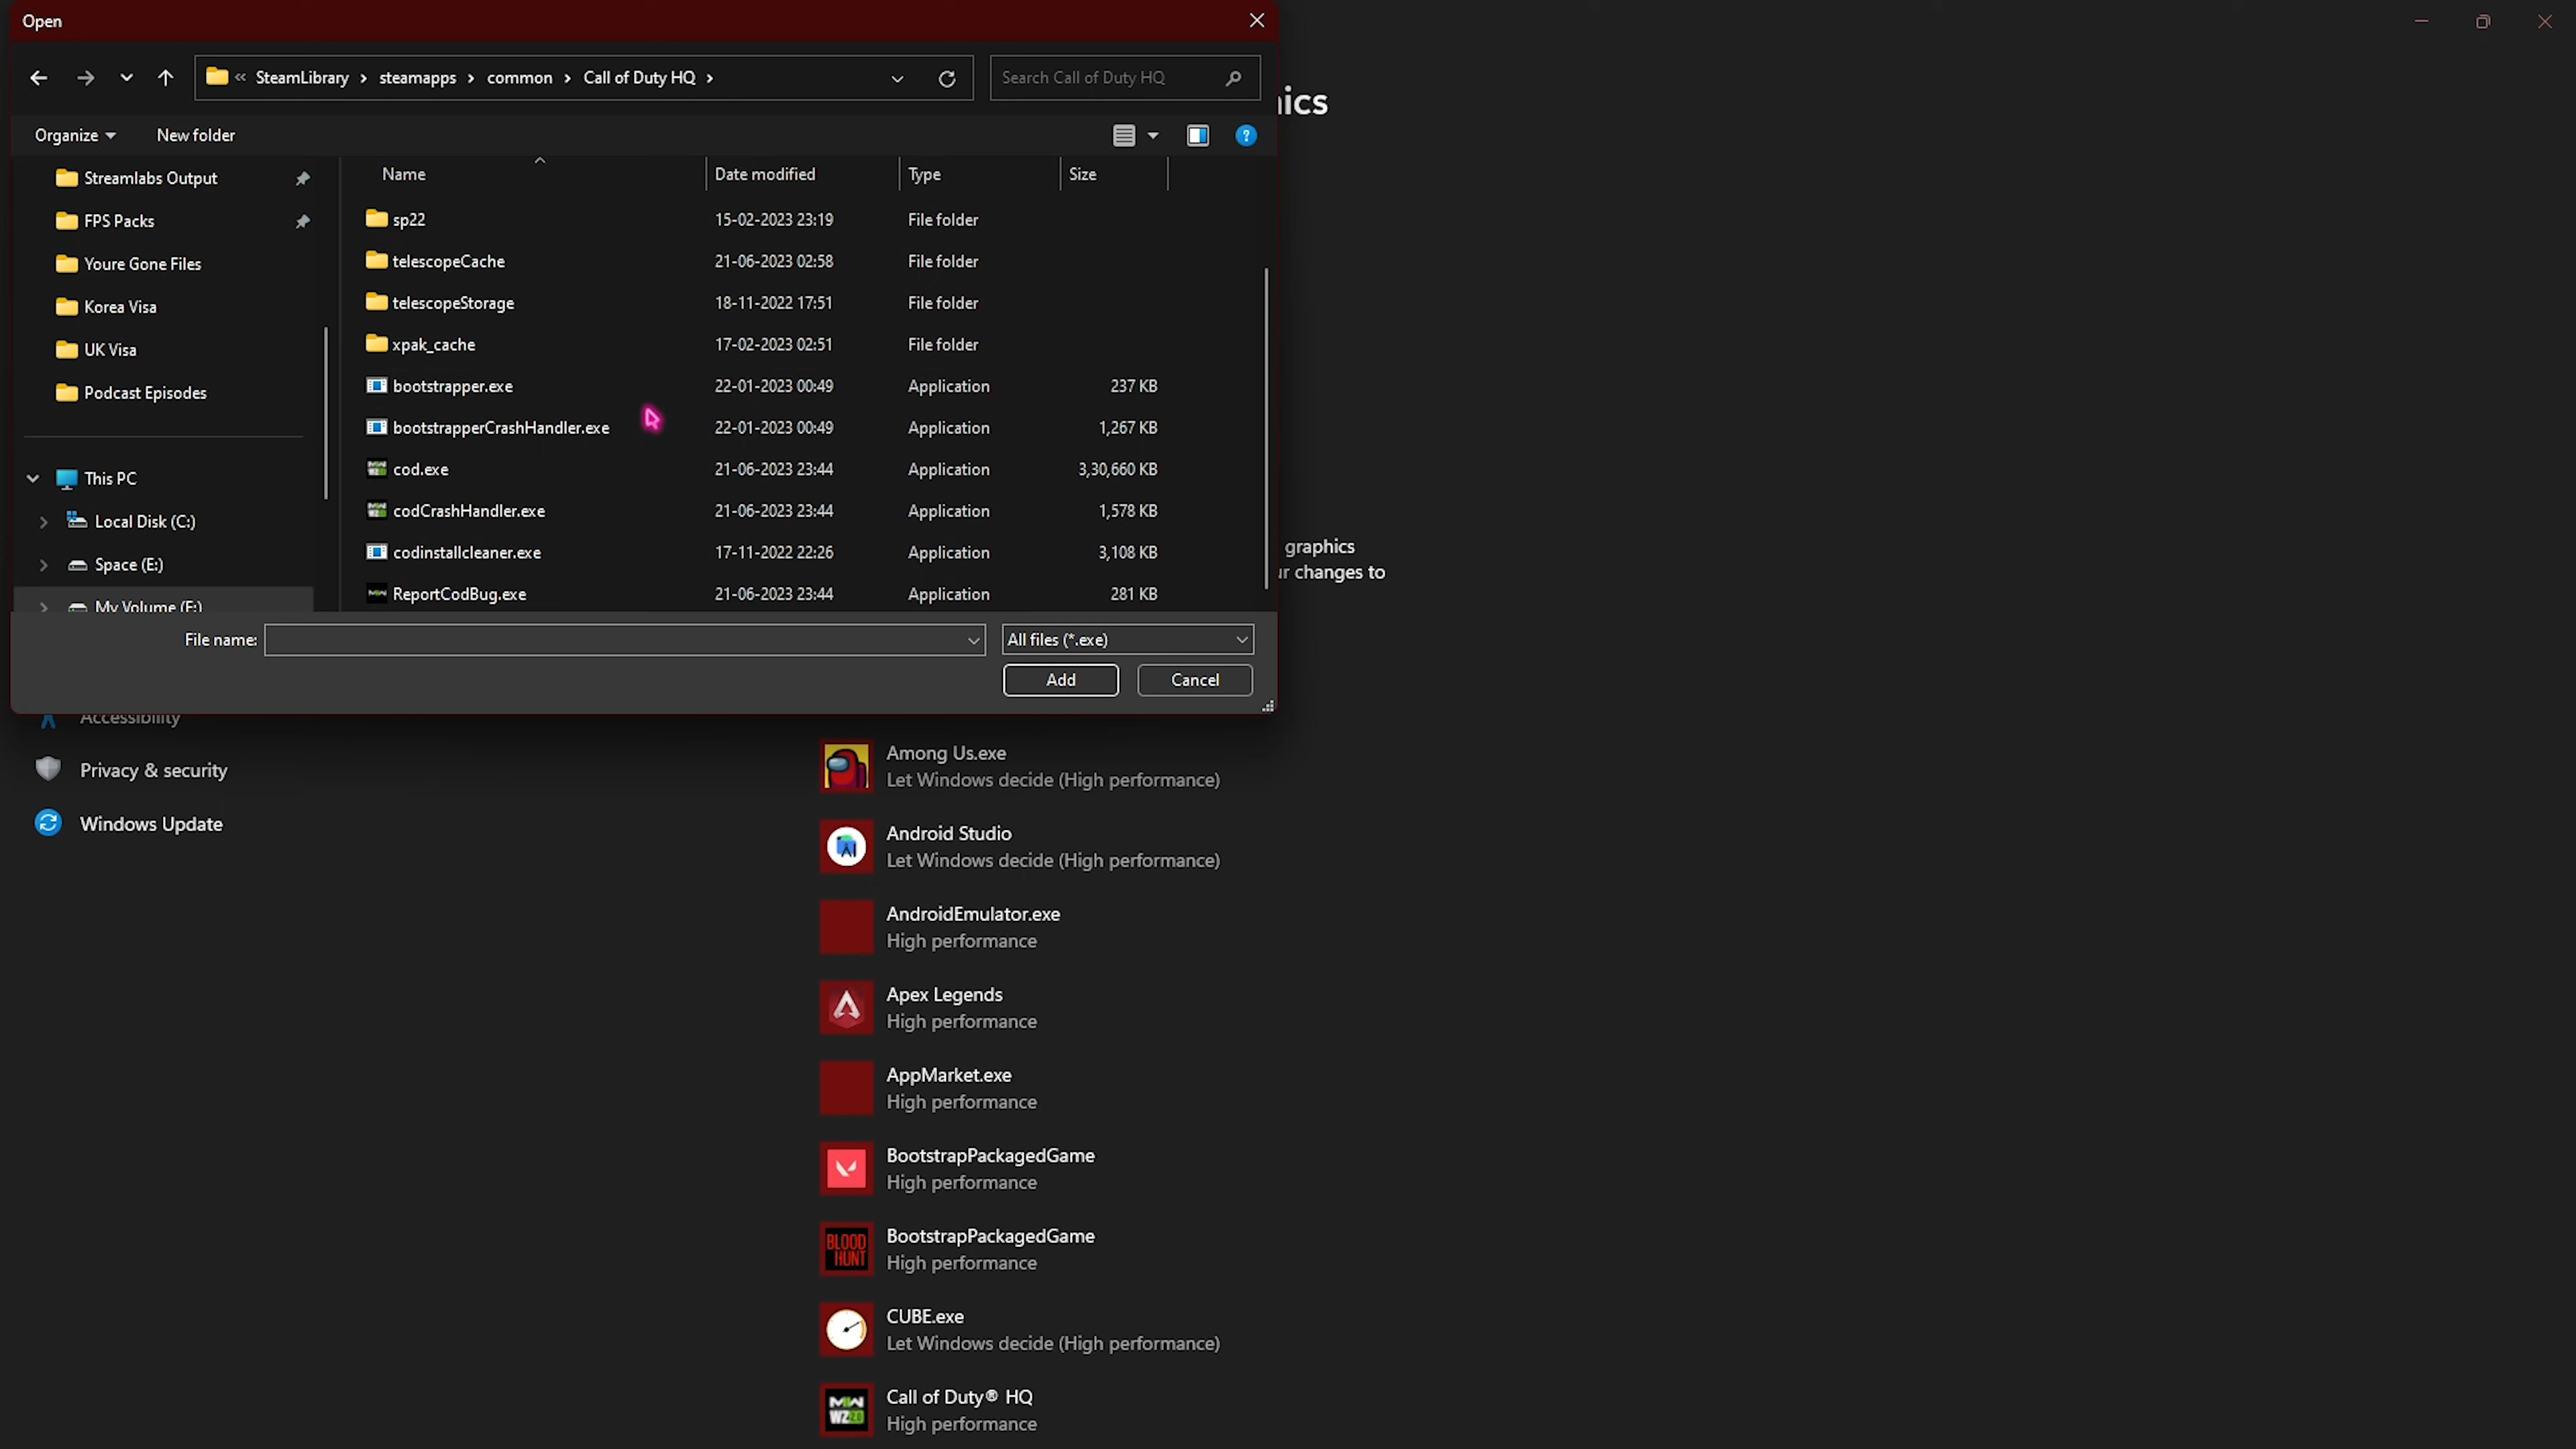 Open
SteamLibrary › steamapps › common › Call of Duty HQ ›
Search Call of Duty HQ
ics
Organize
New folder
Streamlabs Output
FPS Packs
Youre Gone Files
Korea Visa
UK Visa
Podcast Episodes
This PC
Local Disk (C:)
Space (E:)
My Volume (F:)
Name Date modified Type Size
sp22 15-02-2023 23:19 File folder
telescopeCache 21-06-2023 02:58 File folder
telescopeStorage 18-11-2022 17:51 File folder
xpak_cache 17-02-2023 02:51 File folder
bootstrapper.exe 22-01-2023 00:49 Application 237 KB
bootstrapperCrashHandler.exe 22-01-2023 00:49 Application 1,267 KB
cod.exe 21-06-2023 23:44 Application 3,30,660 KB
codCrashHandler.exe 21-06-2023 23:44 Application 1,578 KB
codinstallcleaner.exe 17-11-2022 22:26 Application 3,108 KB
ReportCodBug.exe 21-06-2023 23:44 Application 281 KB
graphics
ur changes to
File name:
All files (*.exe)
Add
Cancel
Accessibility
Privacy & security
Windows Update
Among Us.exe
Let Windows decide (High performance)
Android Studio
Let Windows decide (High performance)
AndroidEmulator.exe
High performance
Apex Legends
High performance
AppMarket.exe
High performance
BootstrapPackagedGame
High performance
BLOOD
HUNT
BootstrapPackagedGame
High performance
CUBE.exe
Let Windows decide (High performance)
MW
WZ2.0
Call of Duty® HQ
High performance